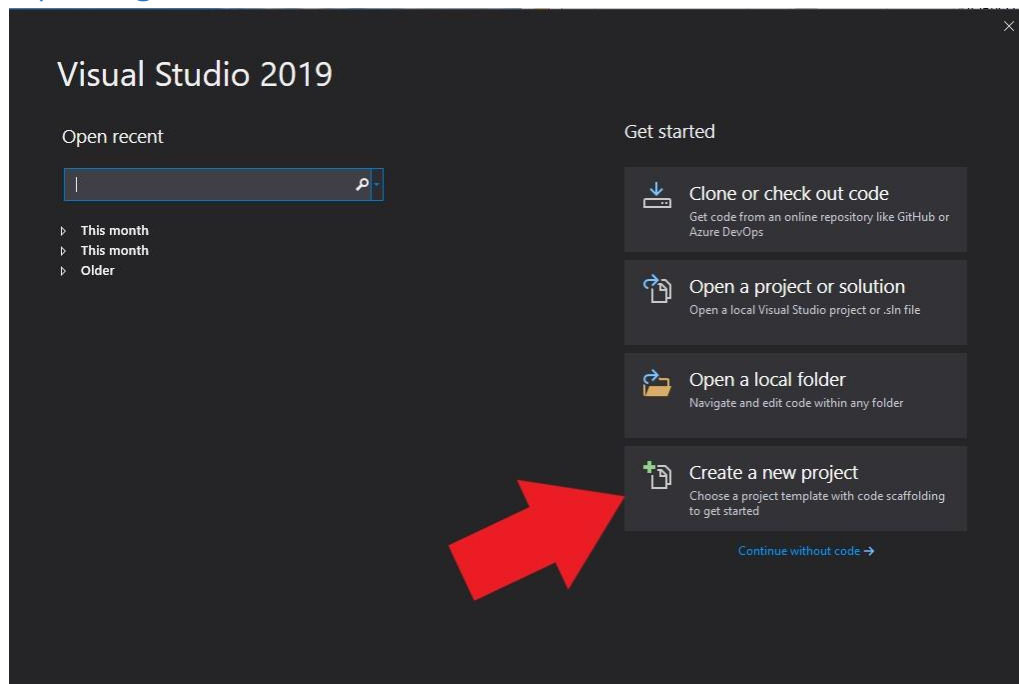 Visual Studio 2019
Open recent
This month
This month
Older
Get started
Clone or check out code
Get code from an online repository like GitHub or
Azure DevOps
Open a project or solution
Open a local Visual Studio project or .sln file
Open a local folder
Navigate and edit code within any folder
Create a new project
Choose a project template with code scaffolding
to get started
Continue without code →